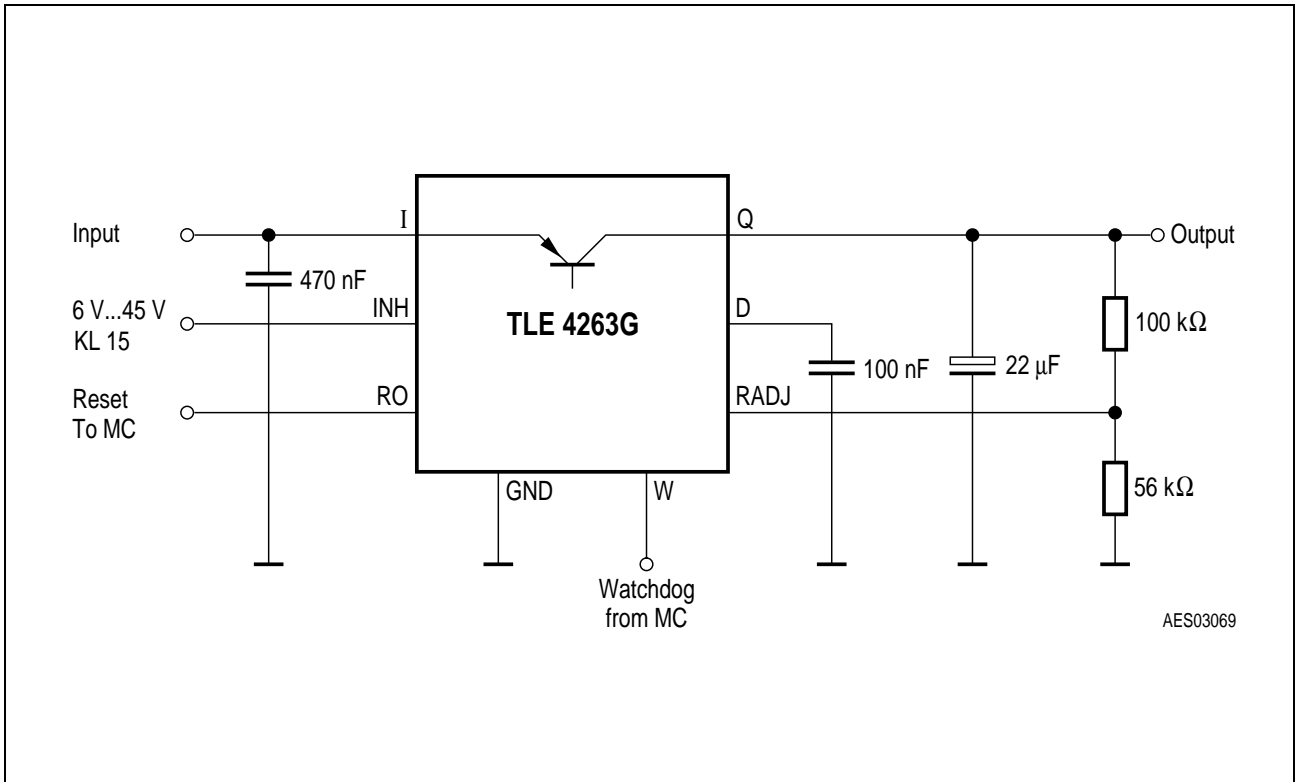 Input
I
Q
Output
470 nF
6 V...45 V
KL 15
INH
TLE 4263G
D
100 kΩ
100 nF
22 µF
Reset
To MC
RO
RADJ
GND
W
56 kΩ
Watchdog
from MC
AES03069